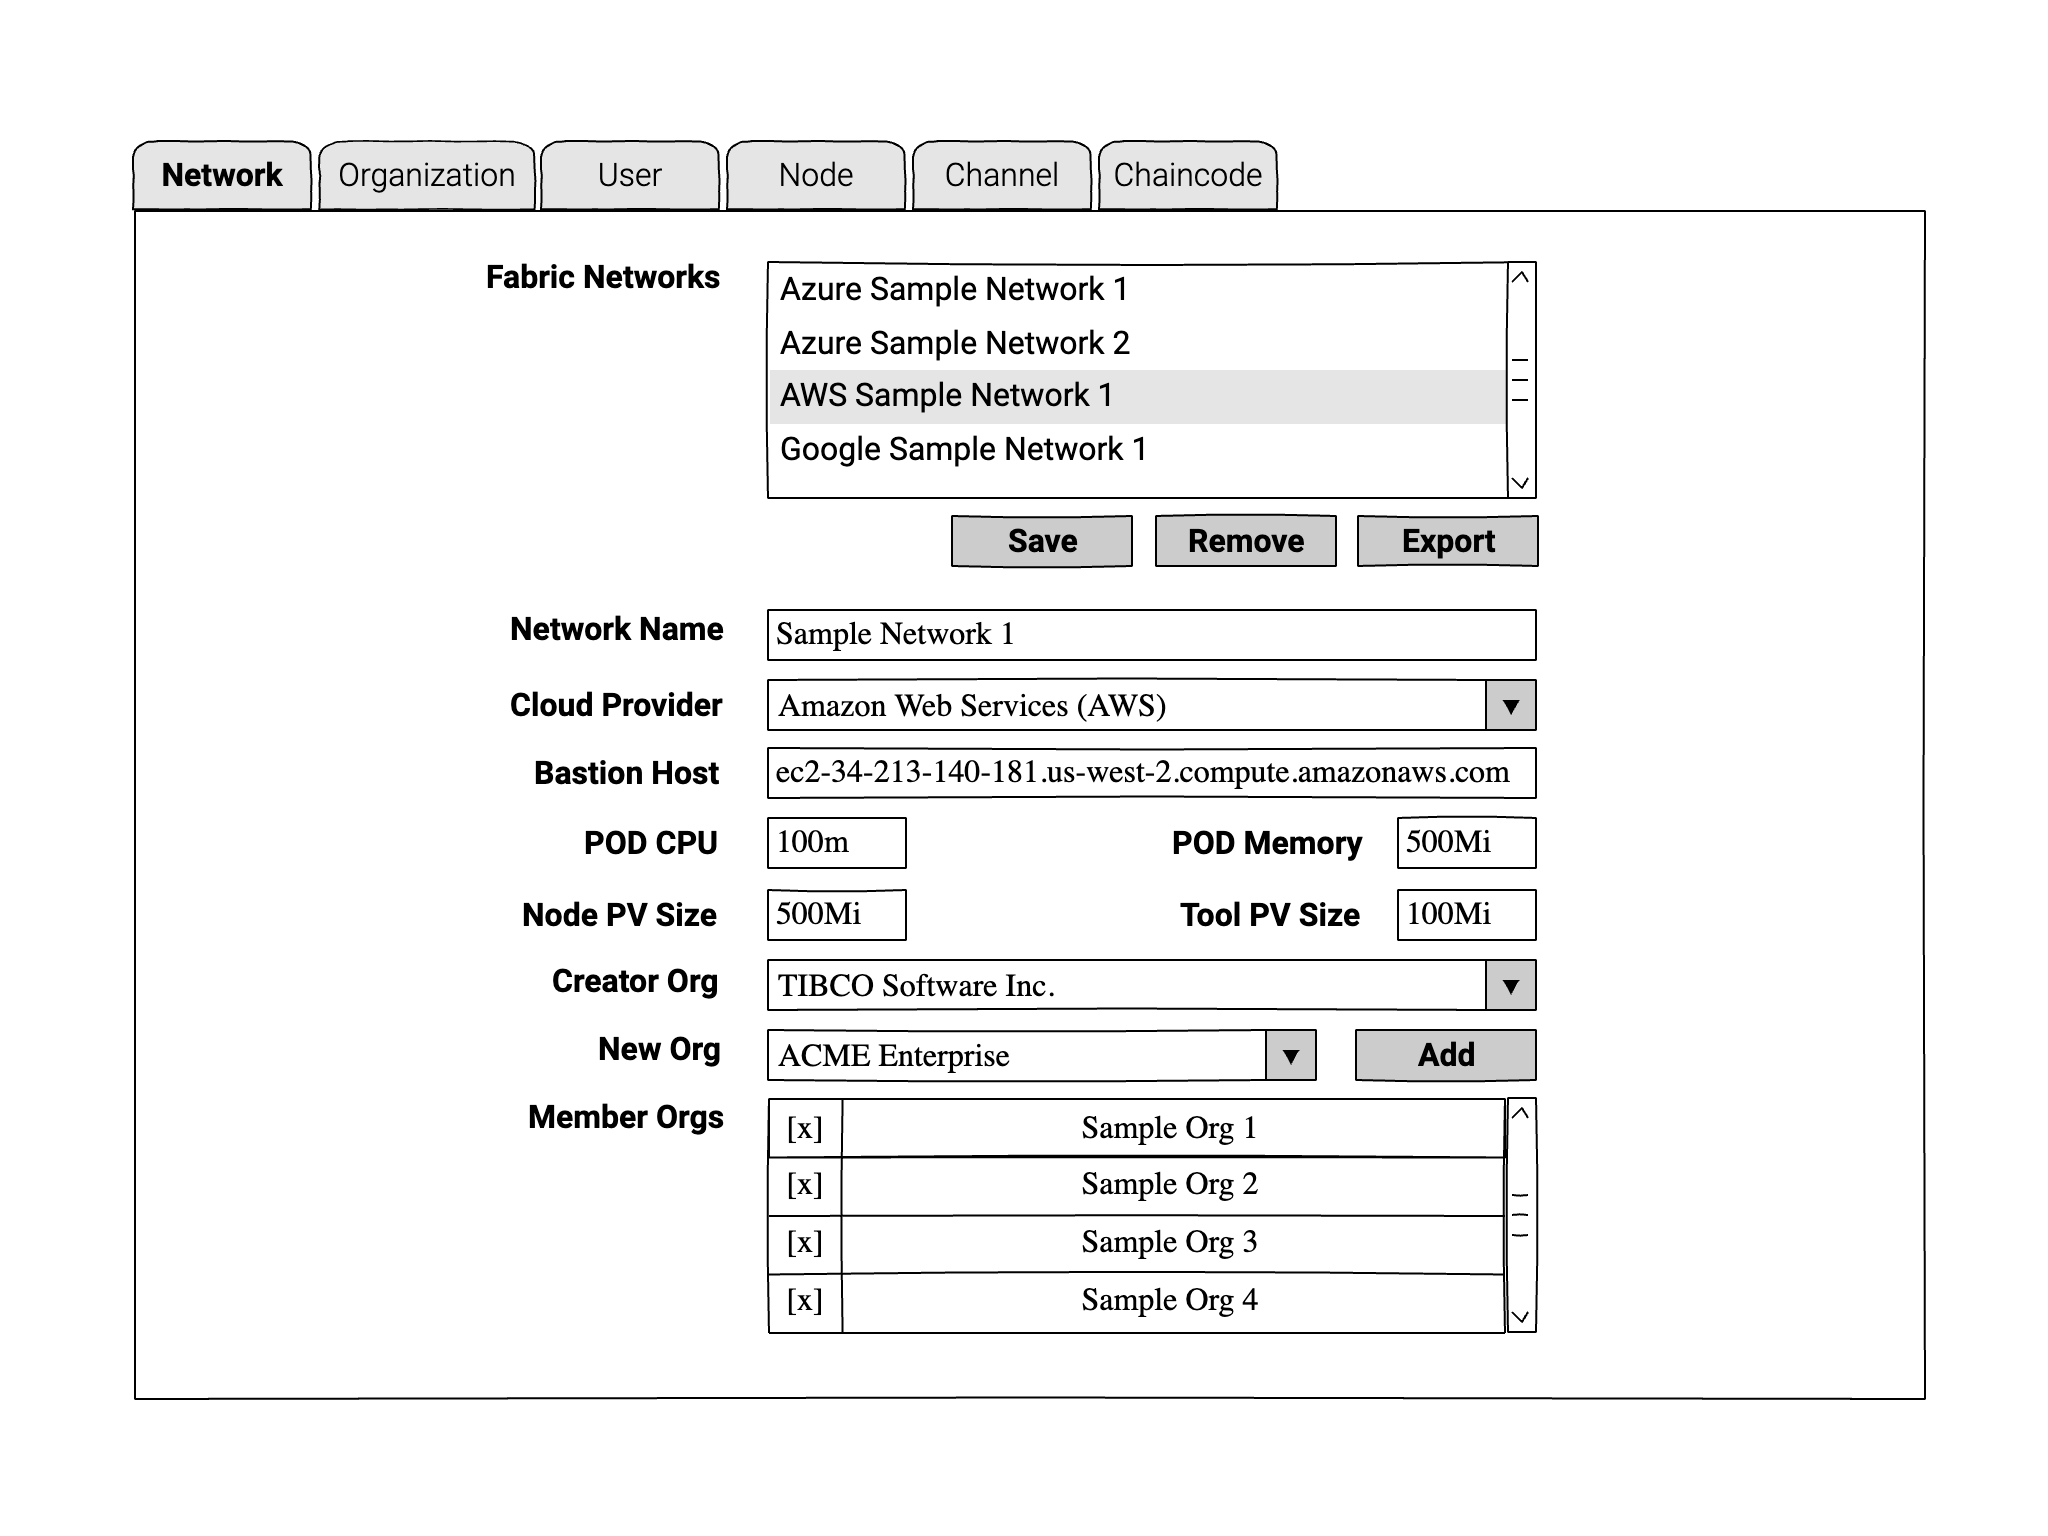 Network Organization User Node Channel Chaincode
Fabric Networks
Azure Sample Network 1
Azure Sample Network 2
AWS Sample Network 1
Google Sample Network 1
Save Remove Export
Network Name Sample Network 1
Cloud Provider Amazon Web Services (AWS)
Bastion Host ec2-34-213-140-181.us-west-2.compute.amazonaws.com
POD CPU 100m POD Memory 500Mi
Node PV Size 500Mi Tool PV Size 100Mi
Creator Org TIBCO Software Inc.
New Org ACME Enterprise Add
Member Orgs
[x] Sample Org 1
[x] Sample Org 2
[x] Sample Org 3
[x] Sample Org 4